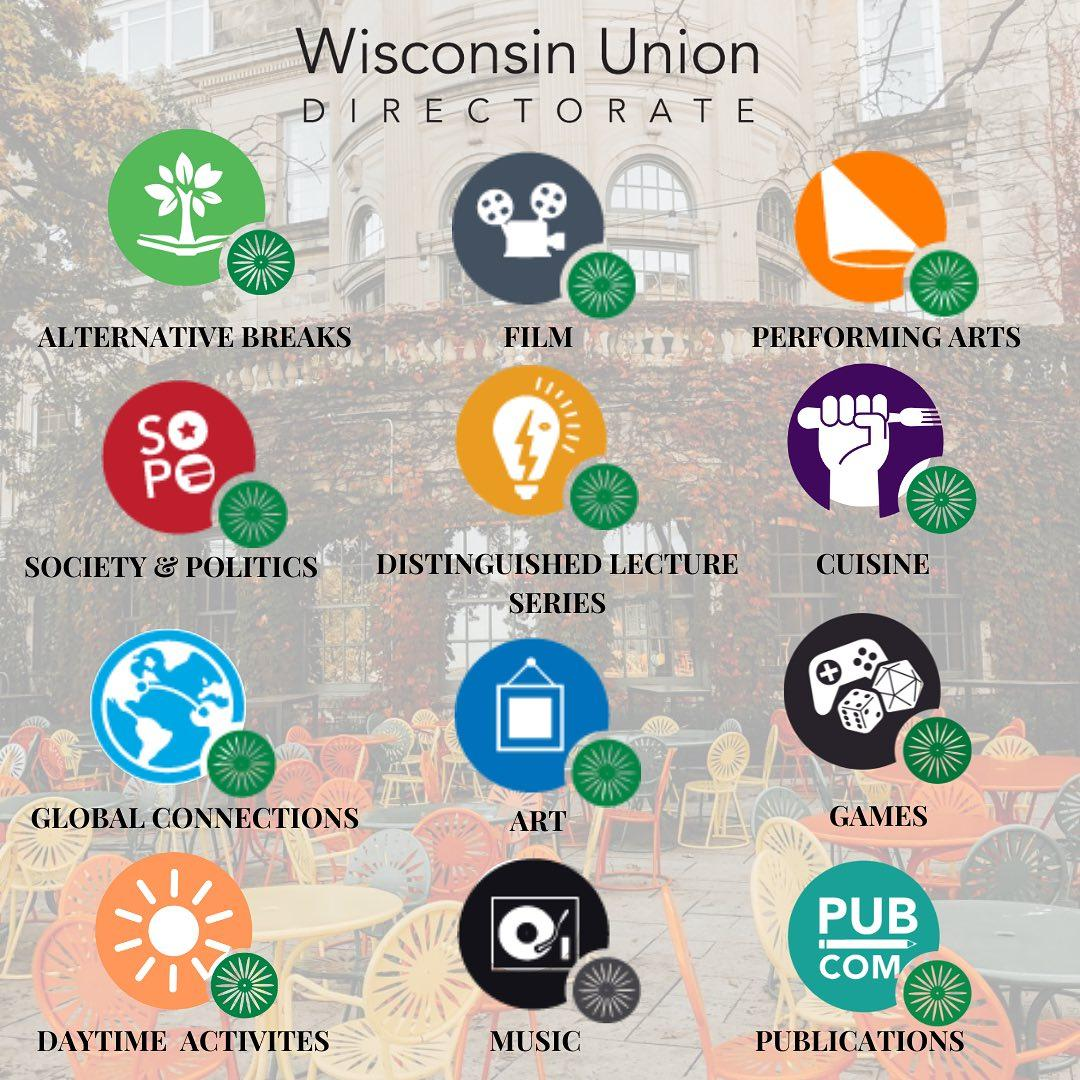 Wisconsin Union
DIRECTORATE
ALTERNATIVE BREAKS
FILM
PERFORMING ARTS
SO
PO
SOCIETY & POLITICS
DISTINGUISHED LECTURE
SERIES
CUISINE
GLOBAL CONNECTIONS
ART
GAMES
DAYTIME ACTIVITES
MUSIC
PUB
COM
PUBLICATIONS